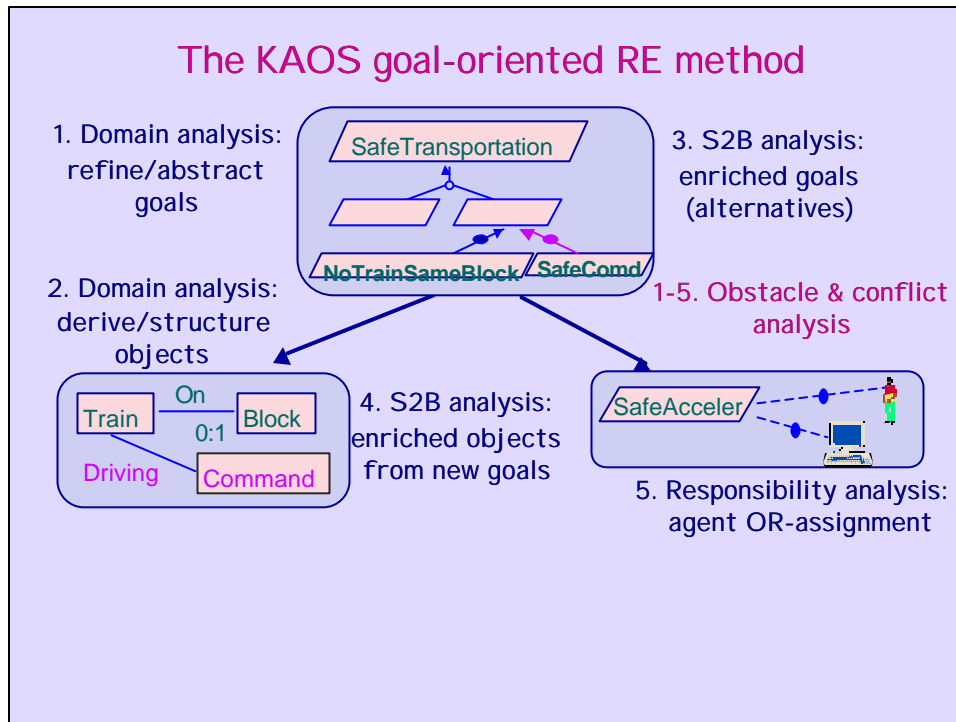 The KAOS goal-oriented RE method
1. Domain analysis:
refine/abstract
goals
SafeTransportation
NoTrainSameBlock
SafeComd
3. S2B analysis:
enriched goals
(alternatives)
2. Domain analysis:
derive/structure
objects
1-5. Obstacle & conflict
analysis
Train
On
0:1
Block
Driving
Command
4. S2B analysis:
enriched objects
from new goals
SafeAcceler
5. Responsibility analysis:
agent OR-assignment